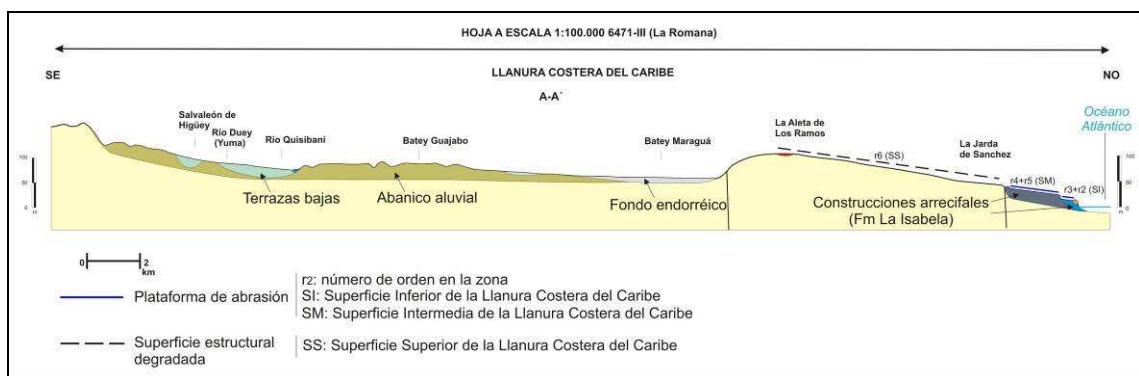 HOJA A ESCALA 1:100.000 6471-III (La Romana)
SE
LLANURA COSTERA DEL CARIBE
NO
A-A´
Océano
Atlántico
Salvaleón de
Higüey
Río Duey
(Yuma)
Río Quisibani
Batey Guajabo
Batey Maraguá
La Aleta de
Los Ramos
r6 (SS)
La Jarda
de Sanchez
r4+r5 (SM)
r3+r2 (SI)
100
50
0
m
100
50
0
m
Terrazas bajas
Abanico aluvial
Fondo endorréico
Construcciones arrecifales
(Fm La Isabela)
0 2
km
Plataforma de abrasión
r2: número de orden en la zona
SI: Superficie Inferior de la Llanura Costera del Caribe
SM: Superficie Intermedia de la Llanura Costera del Caribe
Superficie estructural
degradada
SS: Superficie Superior de la Llanura Costera del Caribe